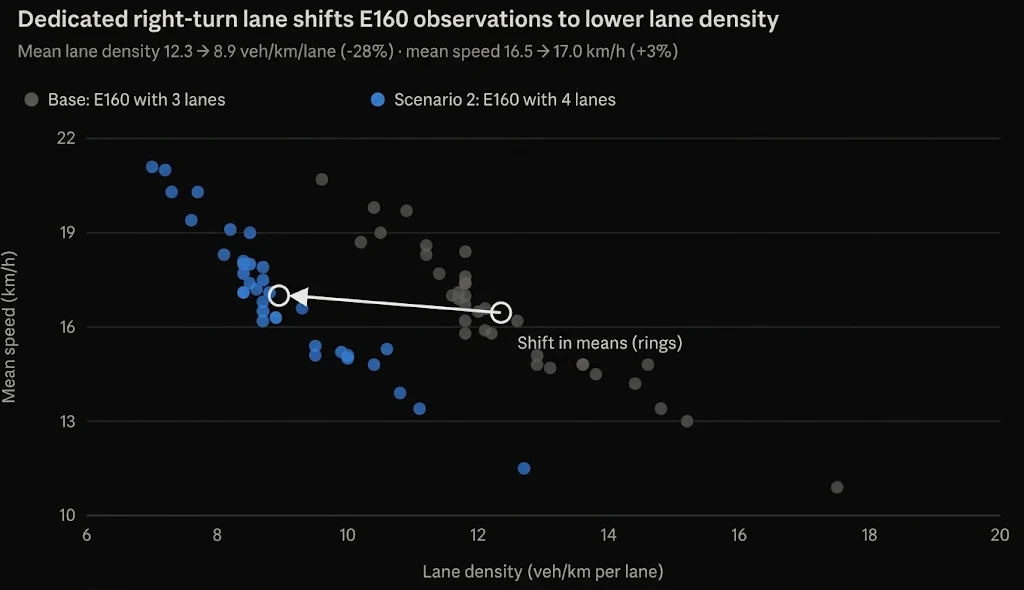 Dedicated right-turn lane shifts E160 observations to lower lane density
Mean lane density 12.3 → 8.9 veh/km/lane (-28%) · mean speed 16.5 → 17.0 km/h (+3%)
Base: E160 with 3 lanes
Scenario 2: E160 with 4 lanes
22
19
16
13
10
Mean speed (km/h)
Shift in means (rings)
6 8 10 12 14 16 18 20
Lane density (veh/km per lane)